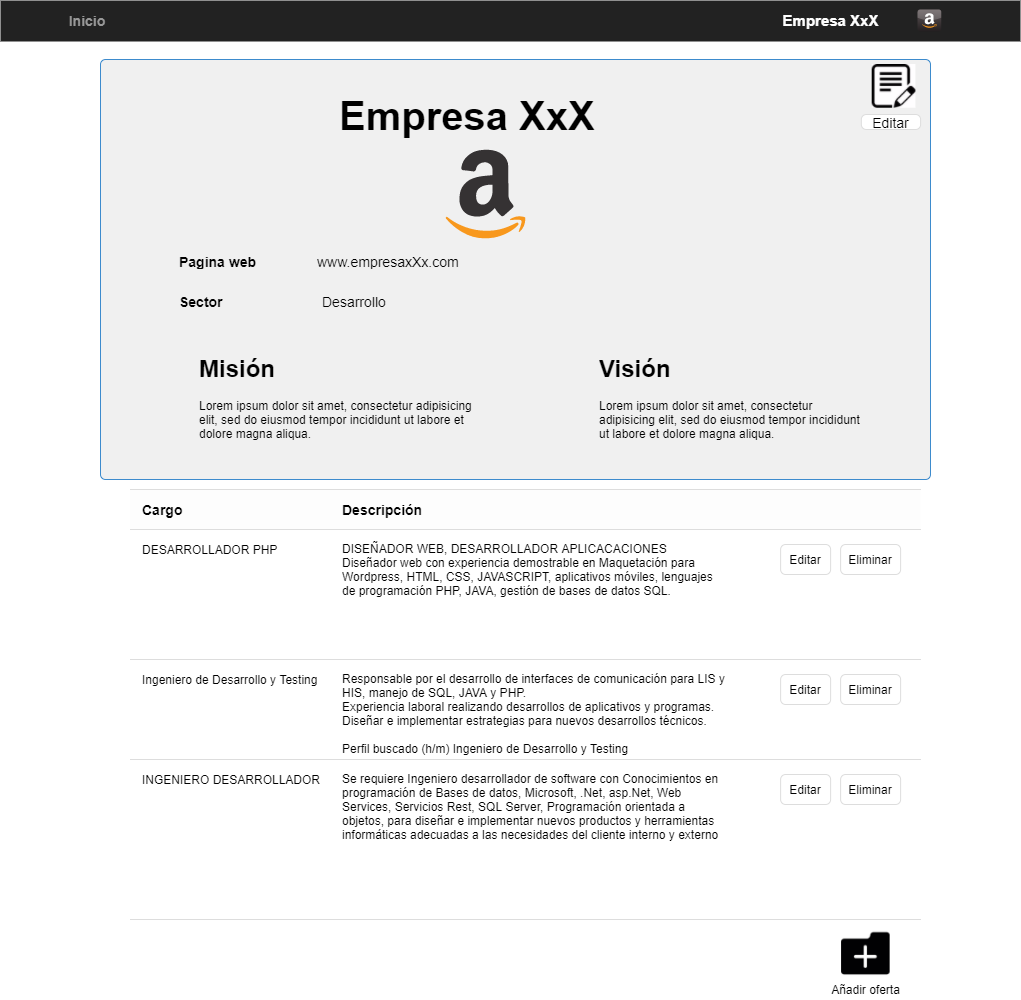 Inicio
Empresa XxX
a
Empresa XxX
Editar
a
Pagina web
www.empresaxXx.com
Sector
Desarrollo
Misión
Visión
Lorem ipsum dolor sit amet, consectetur adipisicing
elit, sed do eiusmod tempor incididunt ut labore et
dolore magna aliqua.
Lorem ipsum dolor sit amet, consectetur
adipisicing elit, sed do eiusmod tempor incididunt
ut labore et dolore magna aliqua.
Cargo
Descripción
DESARROLLADOR PHP
DISEÑADOR WEB, DESARROLLADOR APLICACACIONES
Diseñador web con experiencia demostrable en Maquetación para
Wordpress, HTML, CSS, JAVASCRIPT, aplicativos móviles, lenguajes
de programación PHP, JAVA, gestión de bases de datos SQL.
Editar
Eliminar
Ingeniero de Desarrollo y Testing
Responsable por el desarrollo de interfaces de comunicación para LIS y
HIS, manejo de SQL, JAVA y PHP.
Experiencia laboral realizando desarrollos de aplicativos y programas.
Diseñar e implementar estrategias para nuevos desarrollos técnicos.
Perfil buscado (h/m) Ingeniero de Desarrollo y Testing
Editar
Eliminar
INGENIERO DESARROLLADOR
Se requiere Ingeniero desarrollador de software con Conocimientos en
programación de Bases de datos, Microsoft, .Net, asp.Net, Web
Services, Servicios Rest, SQL Server, Programación orientada a
objetos, para diseñar e implementar nuevos productos y herramientas
informáticas adecuadas a las necesidades del cliente interno y externo
Editar
Eliminar
Añadir oferta